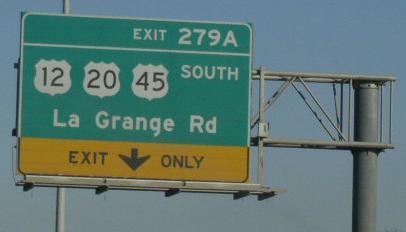 EXIT 279A
12 20 45 SOUTH
La Grange Rd
EXIT ONLY